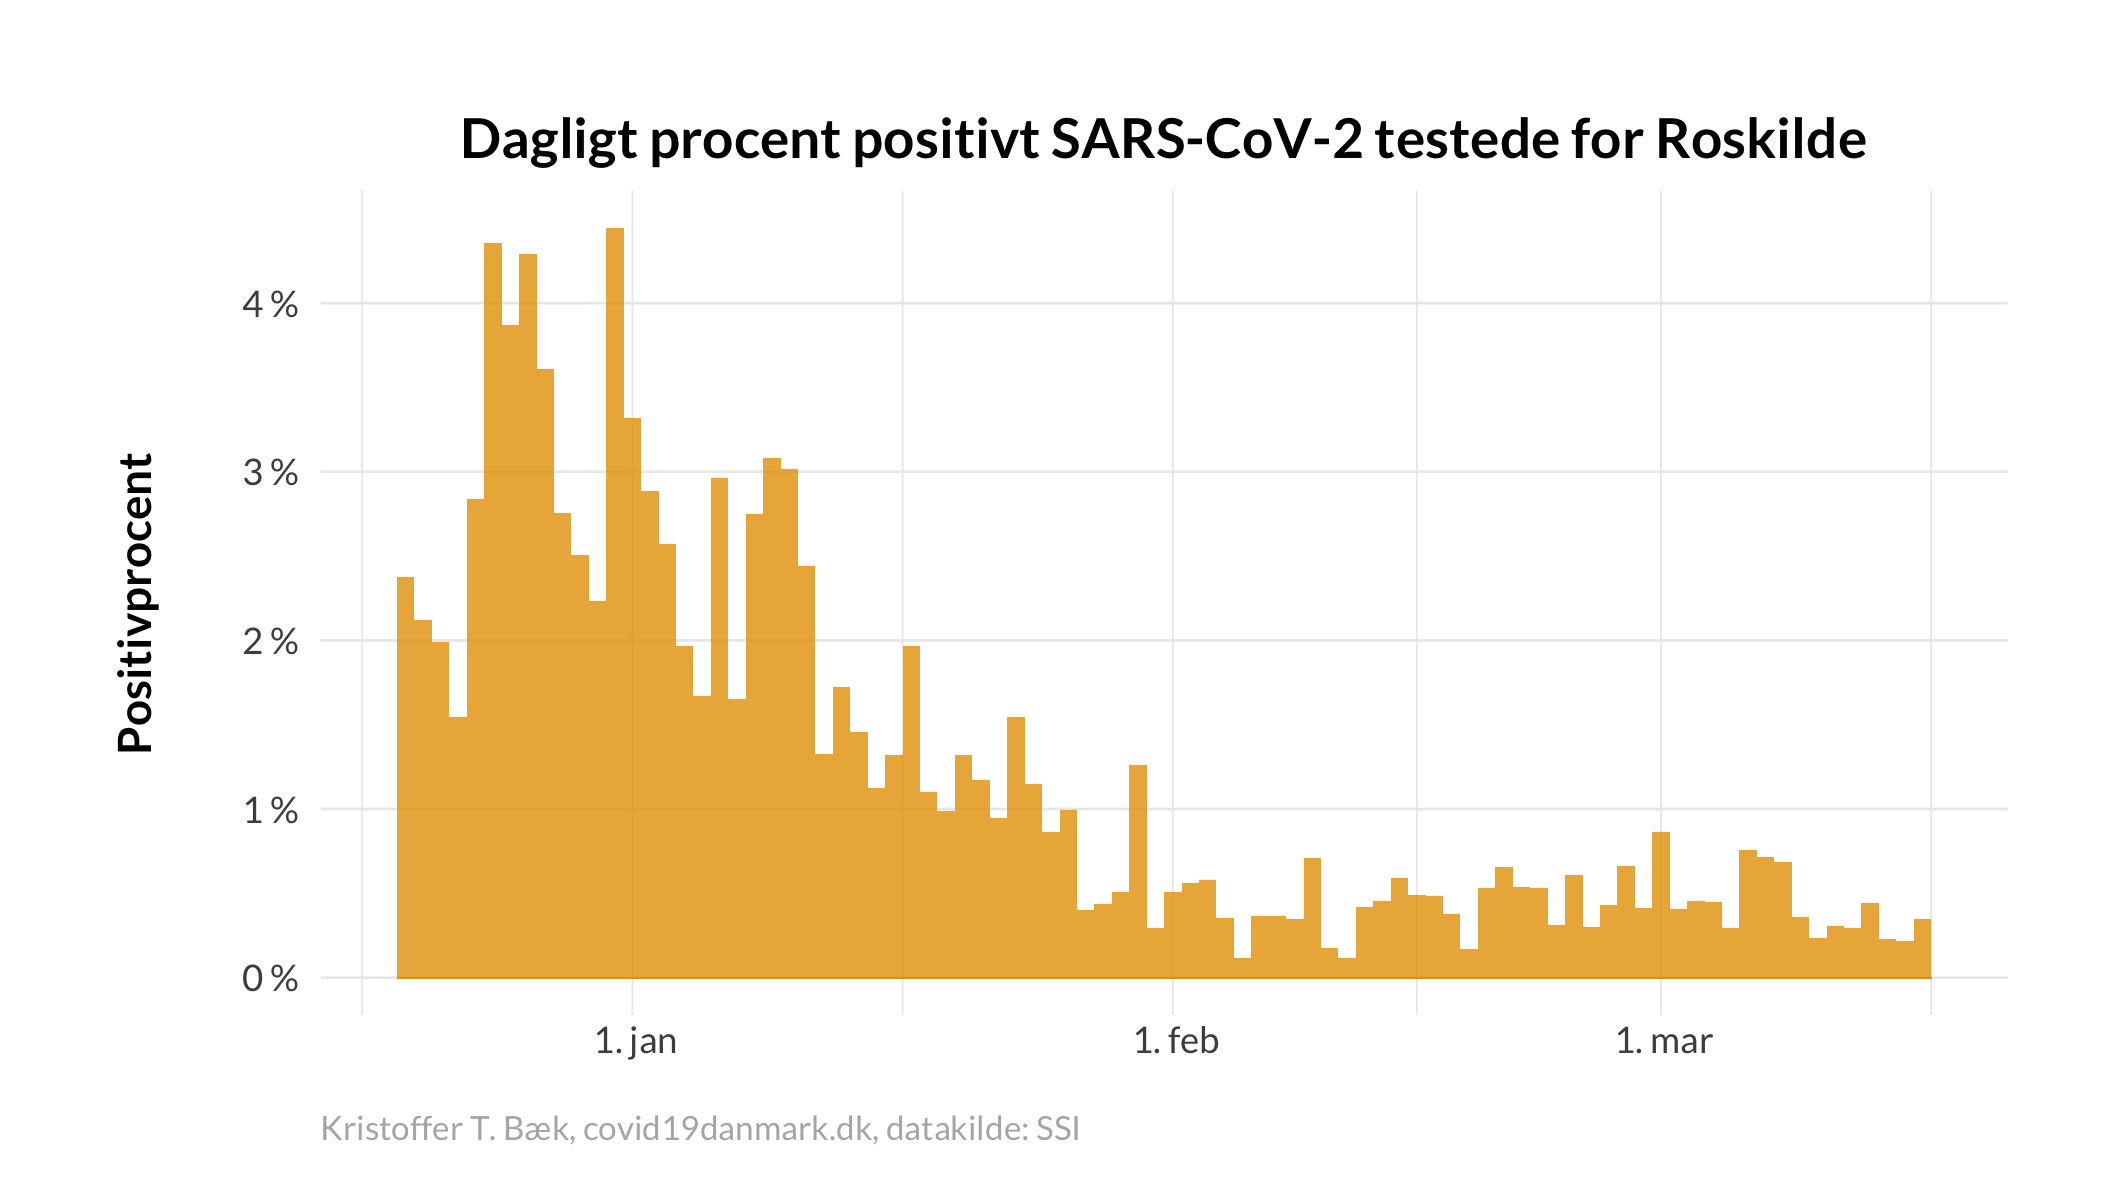 Dagligt procent positivt SARS-CoV-2 testede for Roskilde
Positivprocent
4 %
3 %
2 %
1 %
0 %
1. jan
1. feb
1. mar
Kristoffer T. Bæk, covid19danmark.dk, datakilde: SSI